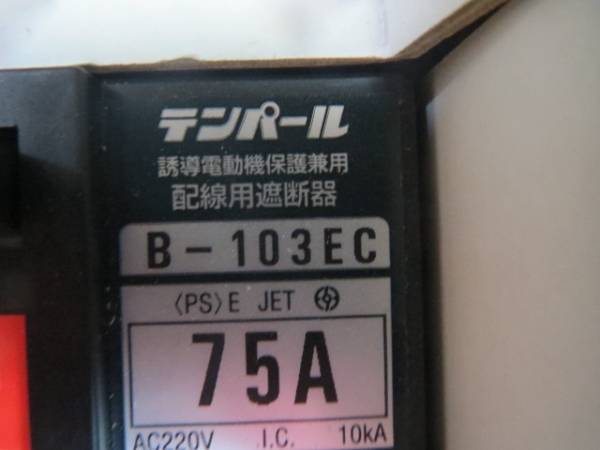 テンパール
誘導電動機保護兼用
配線用遮断器
B-103EC
〈PS〉E JET
75A
AC220V I.C. 10kA